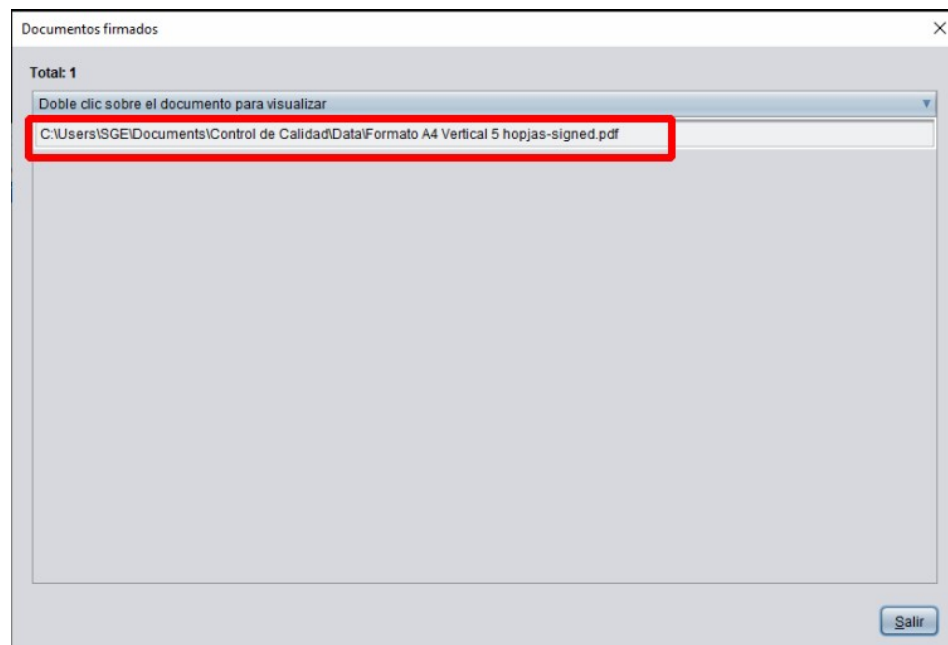 Documentos firmados
Total: 1
Doble clic sobre el documento para visualizar
C:\Users\SGE\Documents\Control de Calidad\Data\Formato A4 Vertical 5 hopjas-signed.pdf
Salir